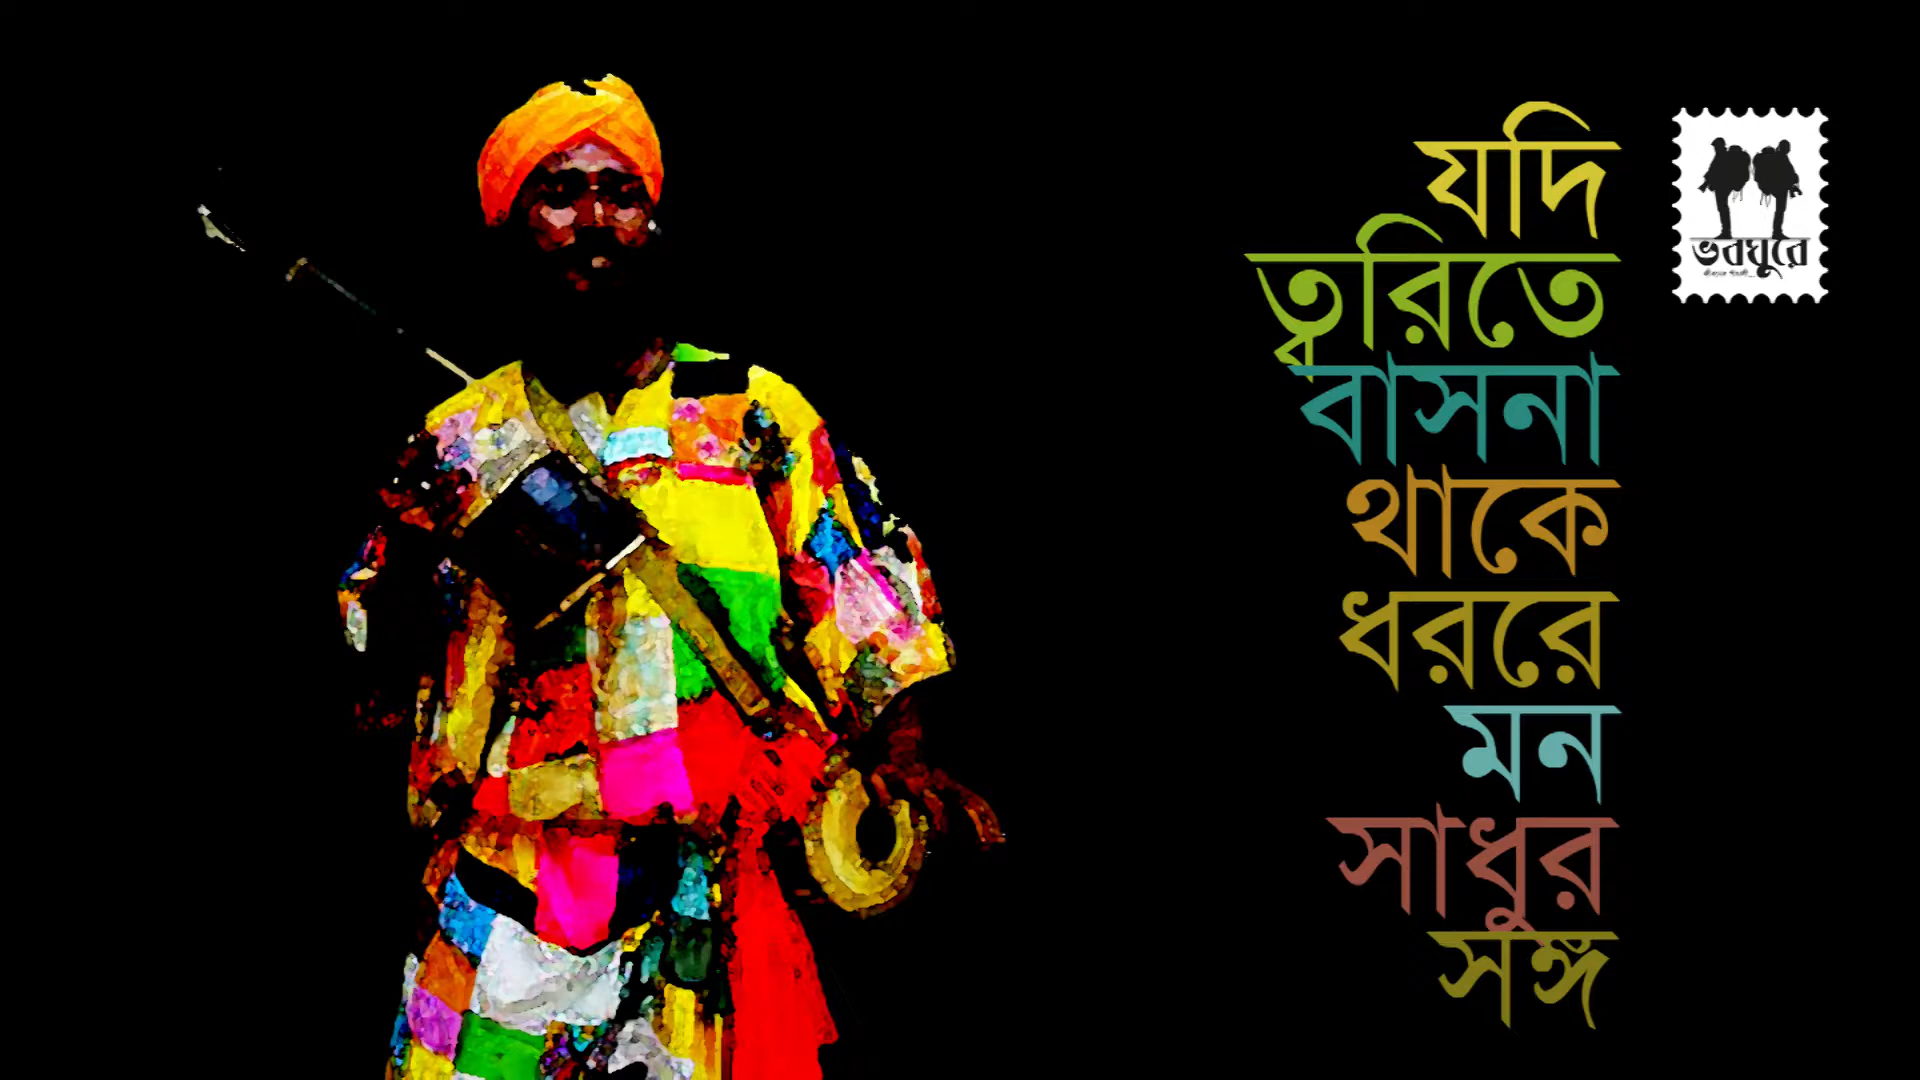 যদি
ত্বরিতে
বাসনা
থাকে
ধররে
মন
সাধুর
সঙ্গ
ভবঘুরে